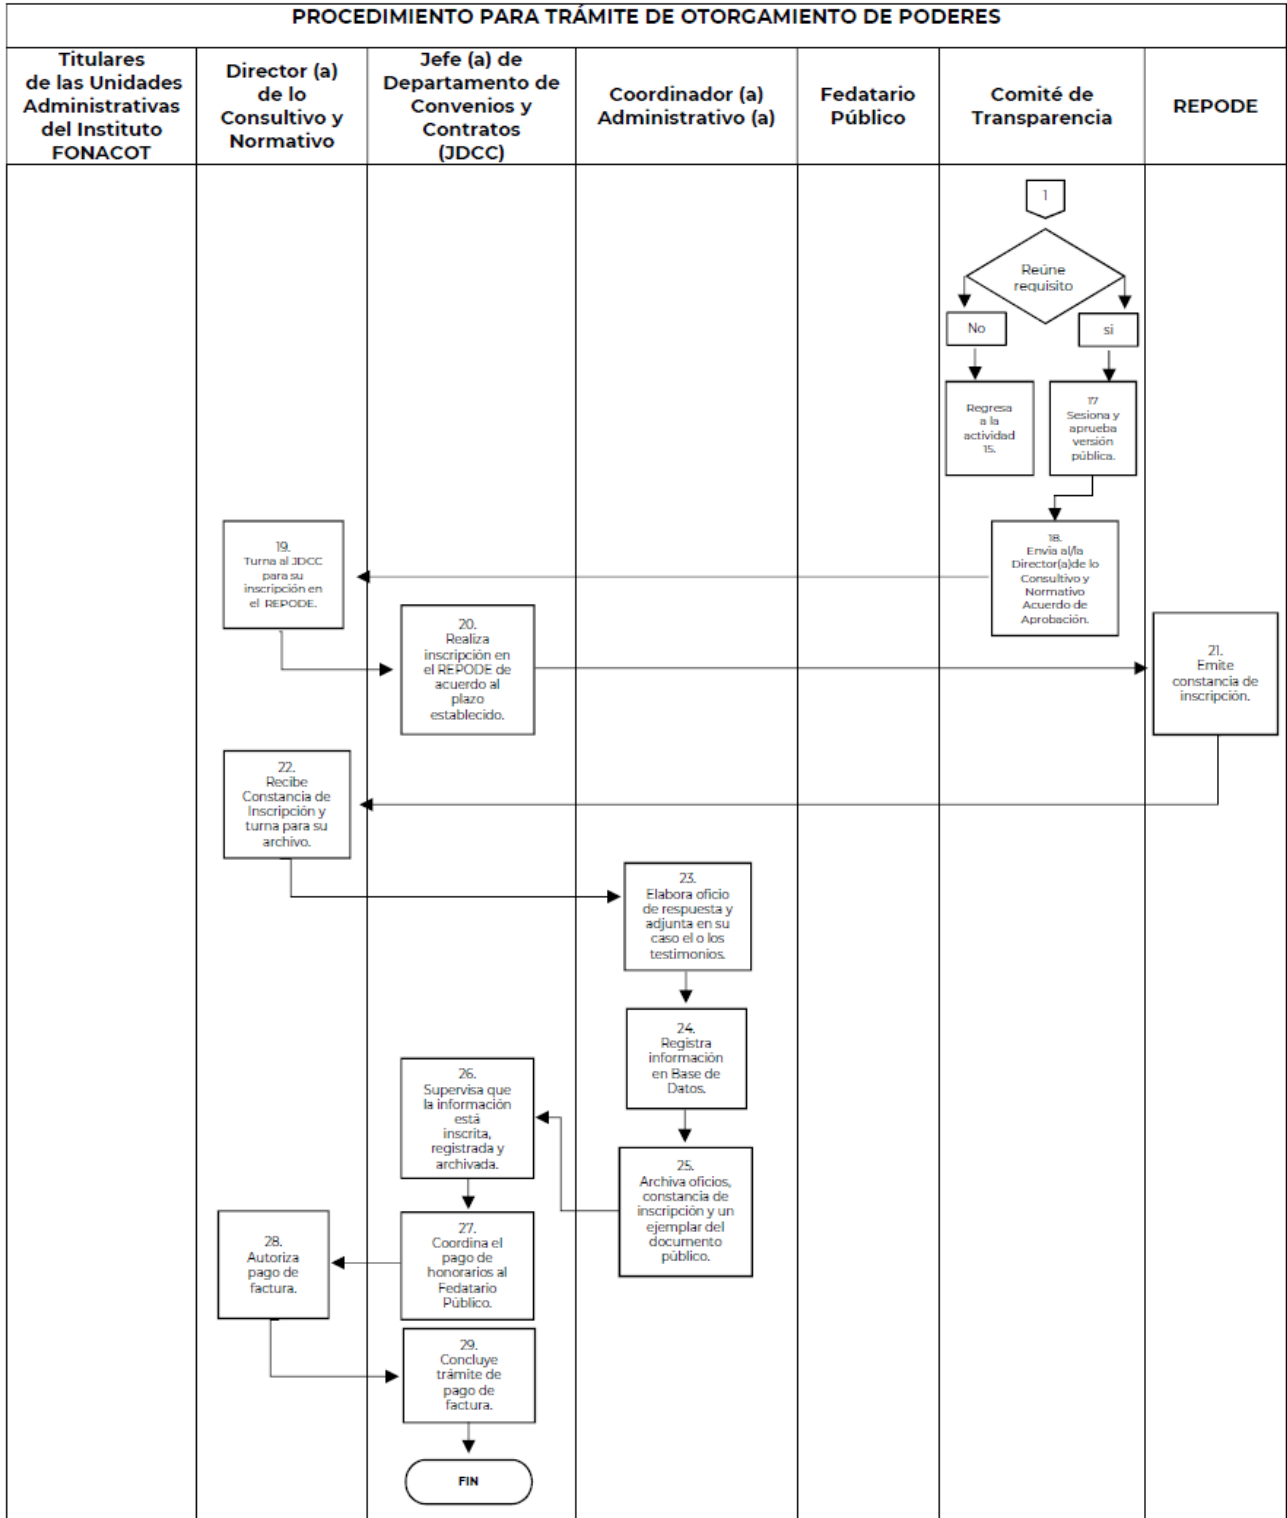 PROCEDIMIENTO PARA TRÁMITE DE OTORGAMIENTO DE PODERES
Titulares
de las Unidades
Administrativas
del Instituto
FONACOT
Director (a)
de lo
Consultivo y
Normativo
Jefe (a) de
Departamento de
Convenios y
Contratos
(JDCC)
Coordinador (a)
Administrativo (a)
Fedatario
Público
Comité de
Transparencia
REPODE
1
Reúne
requisito
No
si
Regresa
a la
actividad
15.
17
Sesiona y
aprueba
versión
pública.
18.
Envia al/la
Director(a)de lo
Consultivo y
Normativo
Acuerdo de
Aprobación.
19.
Turna al JDCC
para su
inscripción en
el REPODE.
20.
Realiza
inscripción en
el REPODE de
acuerdo al
plazo
establecido.
21.
Emite
constancia de
inscripción.
22.
Recibe
Constancia de
Inscripción y
turna para su
archivo.
23.
Elabora oficio
de respuesta y
adjunta en su
caso el o los
testimonios.
24.
Registra
información
en Base de
Datos.
25.
Archiva oficios,
constancia de
inscripción y un
ejemplar del
documento
público.
26.
Supervisa que
la información
está
inscrita,
registrada y
archivada.
27.
Coordina el
pago de
honorarios al
Fedatario
Público.
28.
Autoriza
pago de
factura.
29.
Concluye
trámite de
pago de
factura.
FIN